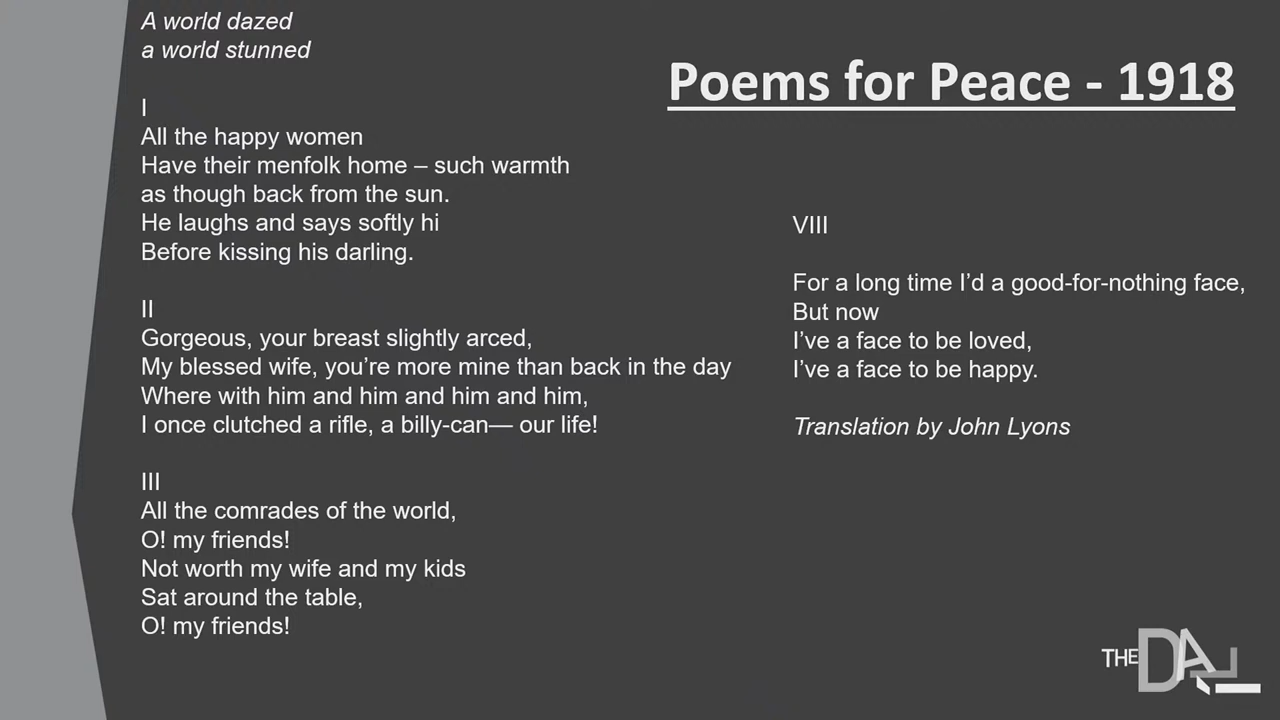 A world dazed
a world stunned
Poems for Peace - 1918
I
All the happy women
Have their menfolk home – such warmth
as though back from the sun.
He laughs and says softly hi
Before kissing his darling.
II
Gorgeous, your breast slightly arced,
My blessed wife, you’re more mine than back in the day
Where with him and him and him and him,
I once clutched a rifle, a billy-can— our life!
III
All the comrades of the world,
O! my friends!
Not worth my wife and my kids
Sat around the table,
O! my friends!
VIII
For a long time I’d a good-for-nothing face,
But now
I’ve a face to be loved,
I’ve a face to be happy.
Translation by John Lyons
THE DALI